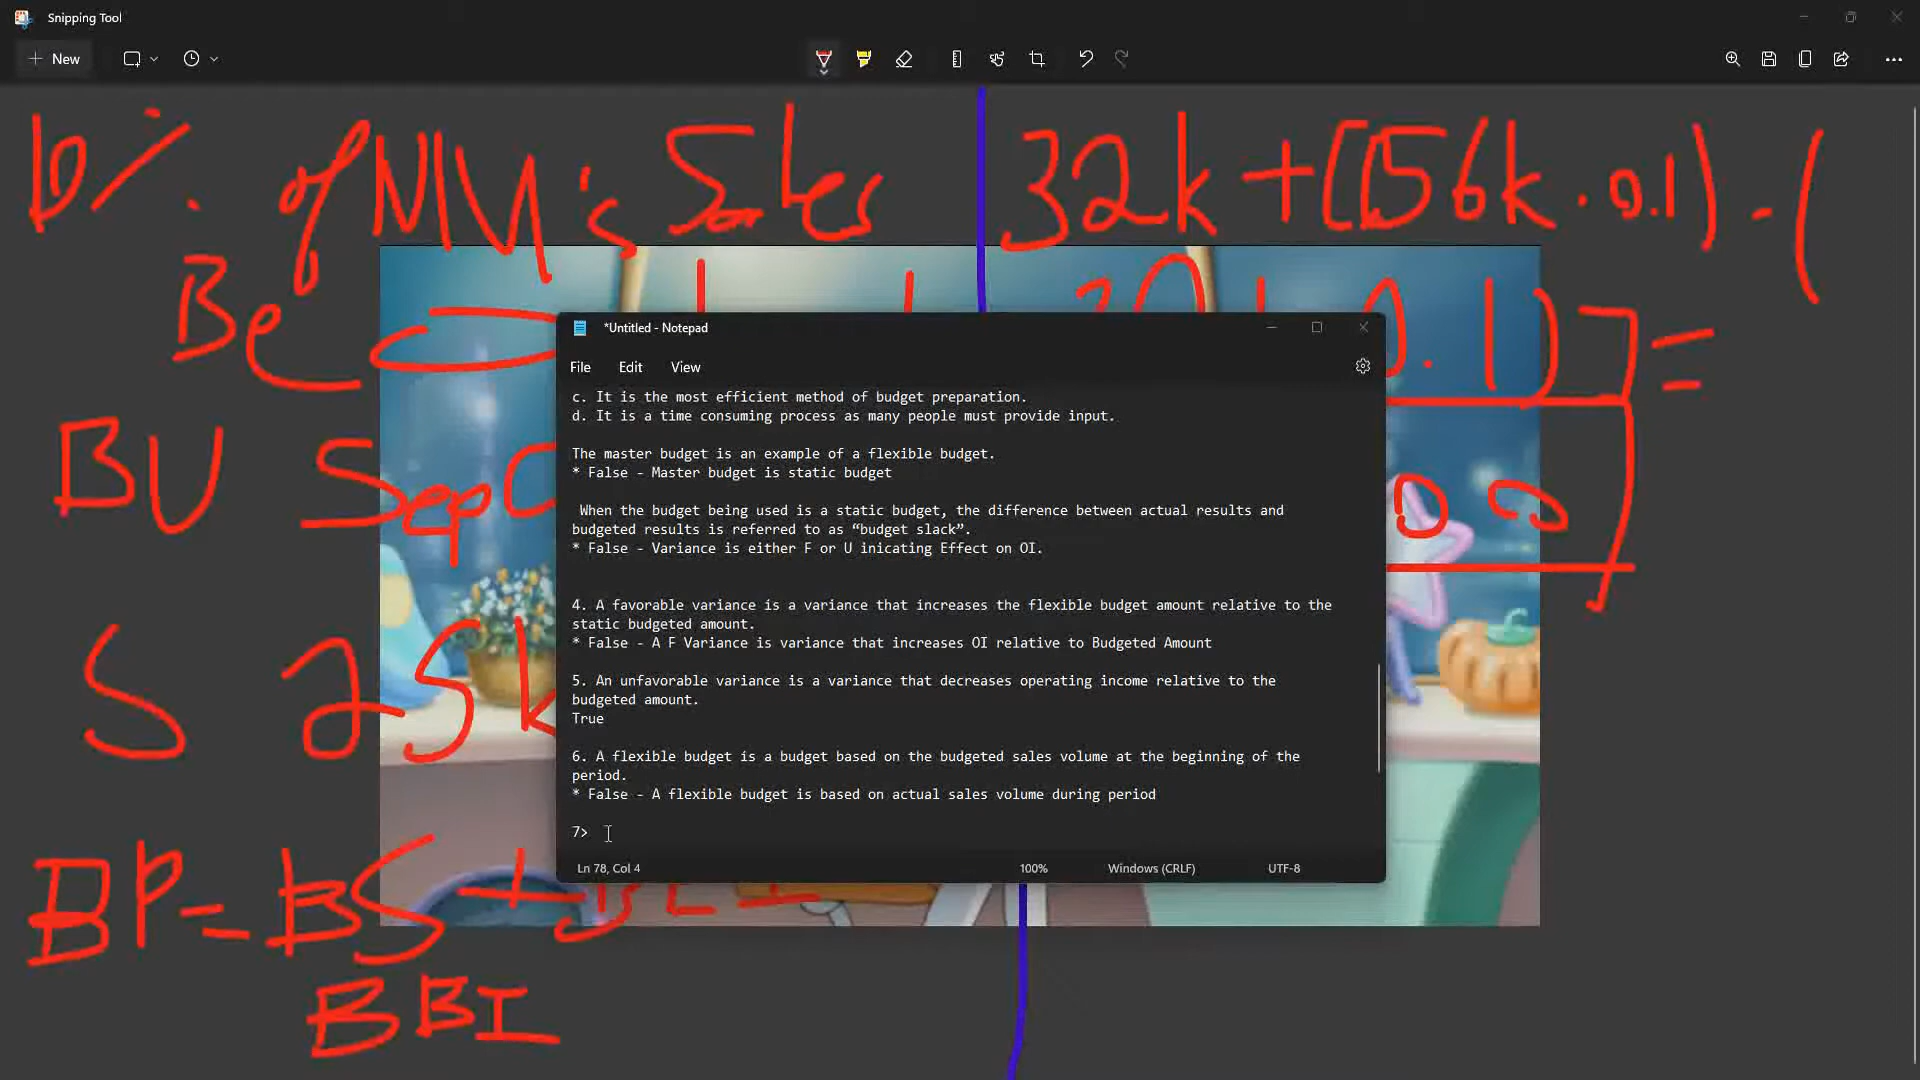 Snipping Tool
New
10% of NM's Sales
32k + [(56k . 0.1) - (
Be
0.1)] =
*Untitled - Notepad
File Edit View
c. It is the most efficient method of budget preparation.
d. It is a time consuming process as many people must provide input.
The master budget is an example of a flexible budget.
* False - Master budget is static budget
When the budget being used is a static budget, the difference between actual results and
budgeted results is referred to as “budget slack”.
* False - Variance is either F or U inicating Effect on OI.
4. A favorable variance is a variance that increases the flexible budget amount relative to the
static budgeted amount.
* False - A F Variance is variance that increases OI relative to Budgeted Amount
5. An unfavorable variance is a variance that decreases operating income relative to the
budgeted amount.
True
6. A flexible budget is a budget based on the budgeted sales volume at the beginning of the
period.
* False - A flexible budget is based on actual sales volume during period
7>
Ln 78, Col 4 100% Windows (CRLF) UTF-8
BU Sep
S 25k
BP = BS +
BBI